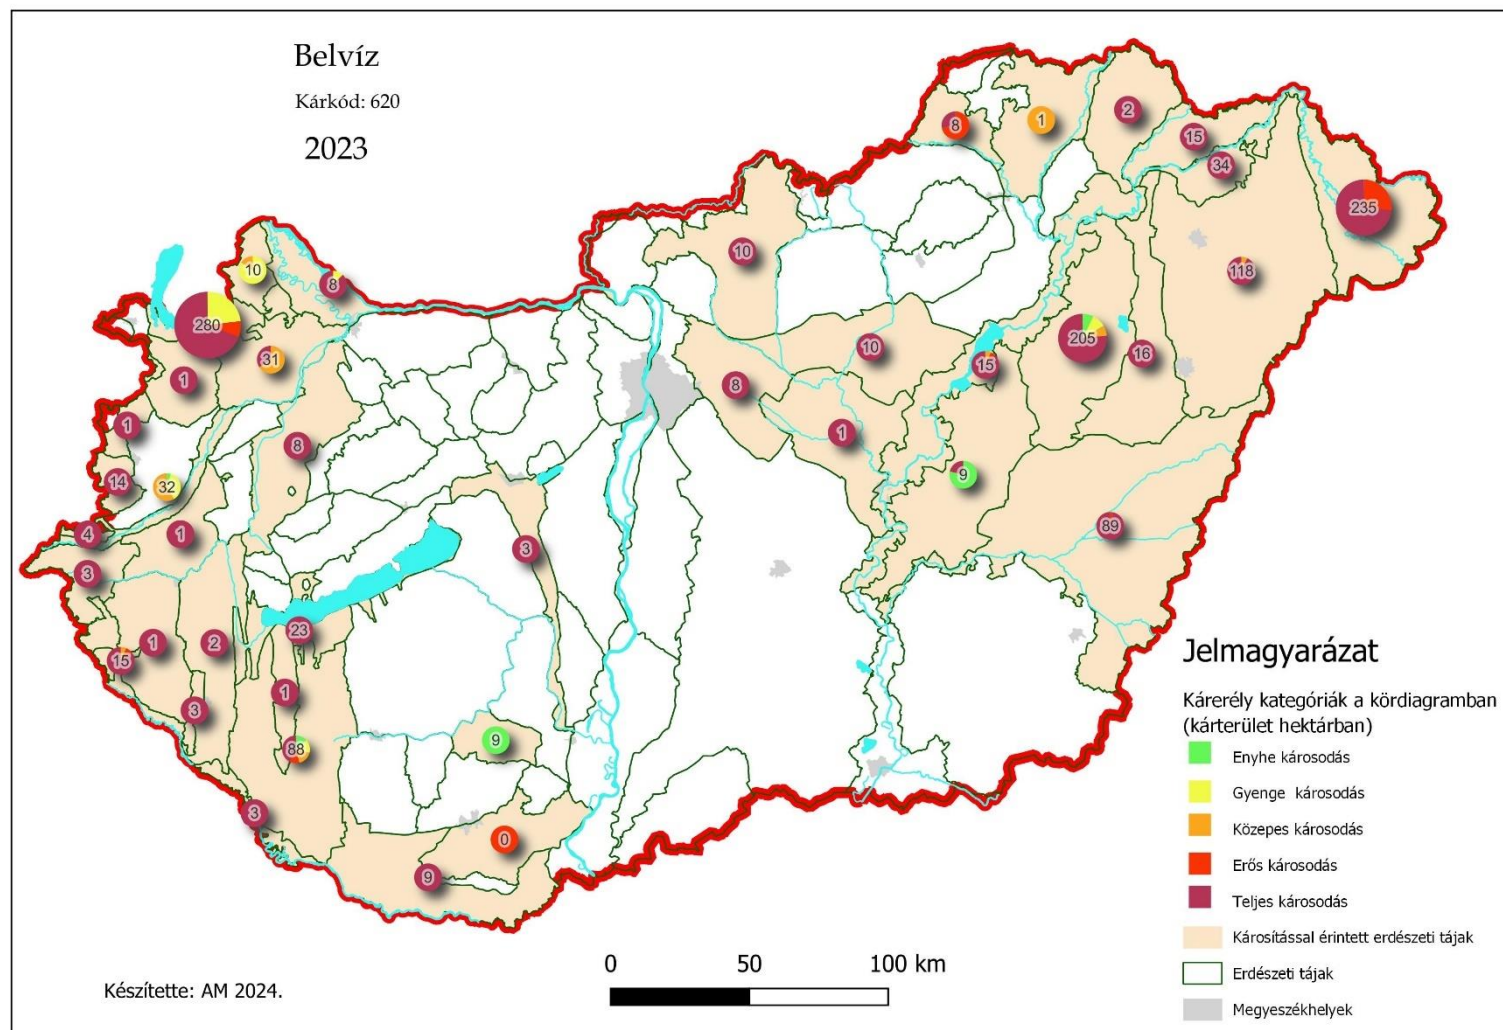 Belvíz
Kárkód: 620
2023
8
1
2
15
34
235
10
10
118
8
280
205
10
31
15
16
1
8
1
1
8
14
32
9
4
1
89
3
3
23
1
2
15
1
3
88
9
3
0
9
Jelmagyarázat
Kárerély kategóriák a kördiagramban
(kárterület hektárban)
Enyhe károsodás
Gyenge károsodás
Közepes károsodás
Erős károsodás
Teljes károsodás
Károsítással érintett erdészeti tájak
Erdészeti tájak
Megyeszékhelyek
0 50 100 km
Készítette: AM 2024.